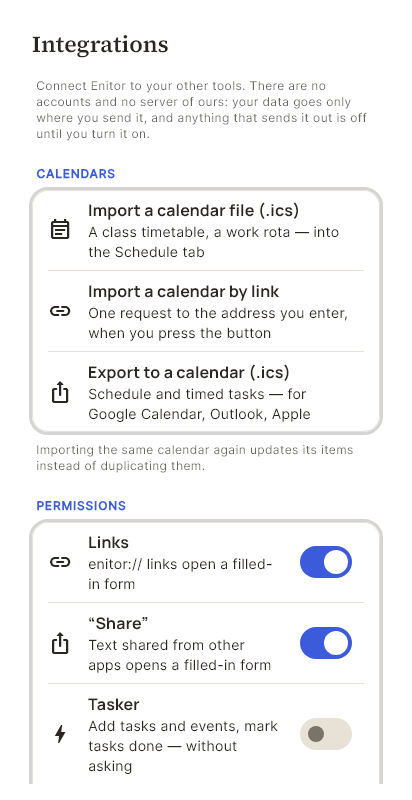 Integrations
Connect Enitor to your other tools. There are no
accounts and no server of ours: your data goes only
where you send it, and anything that sends it out is off
until you turn it on.
CALENDARS
Import a calendar file (.ics)
A class timetable, a work rota — into
the Schedule tab
Import a calendar by link
One request to the address you enter,
when you press the button
Export to a calendar (.ics)
Schedule and timed tasks — for
Google Calendar, Outlook, Apple
Importing the same calendar again updates its items
instead of duplicating them.
PERMISSIONS
Links
enitor:// links open a filled-
in form
“Share”
Text shared from other
apps opens a filled-in form
Tasker
Add tasks and events, mark
tasks done — without
asking